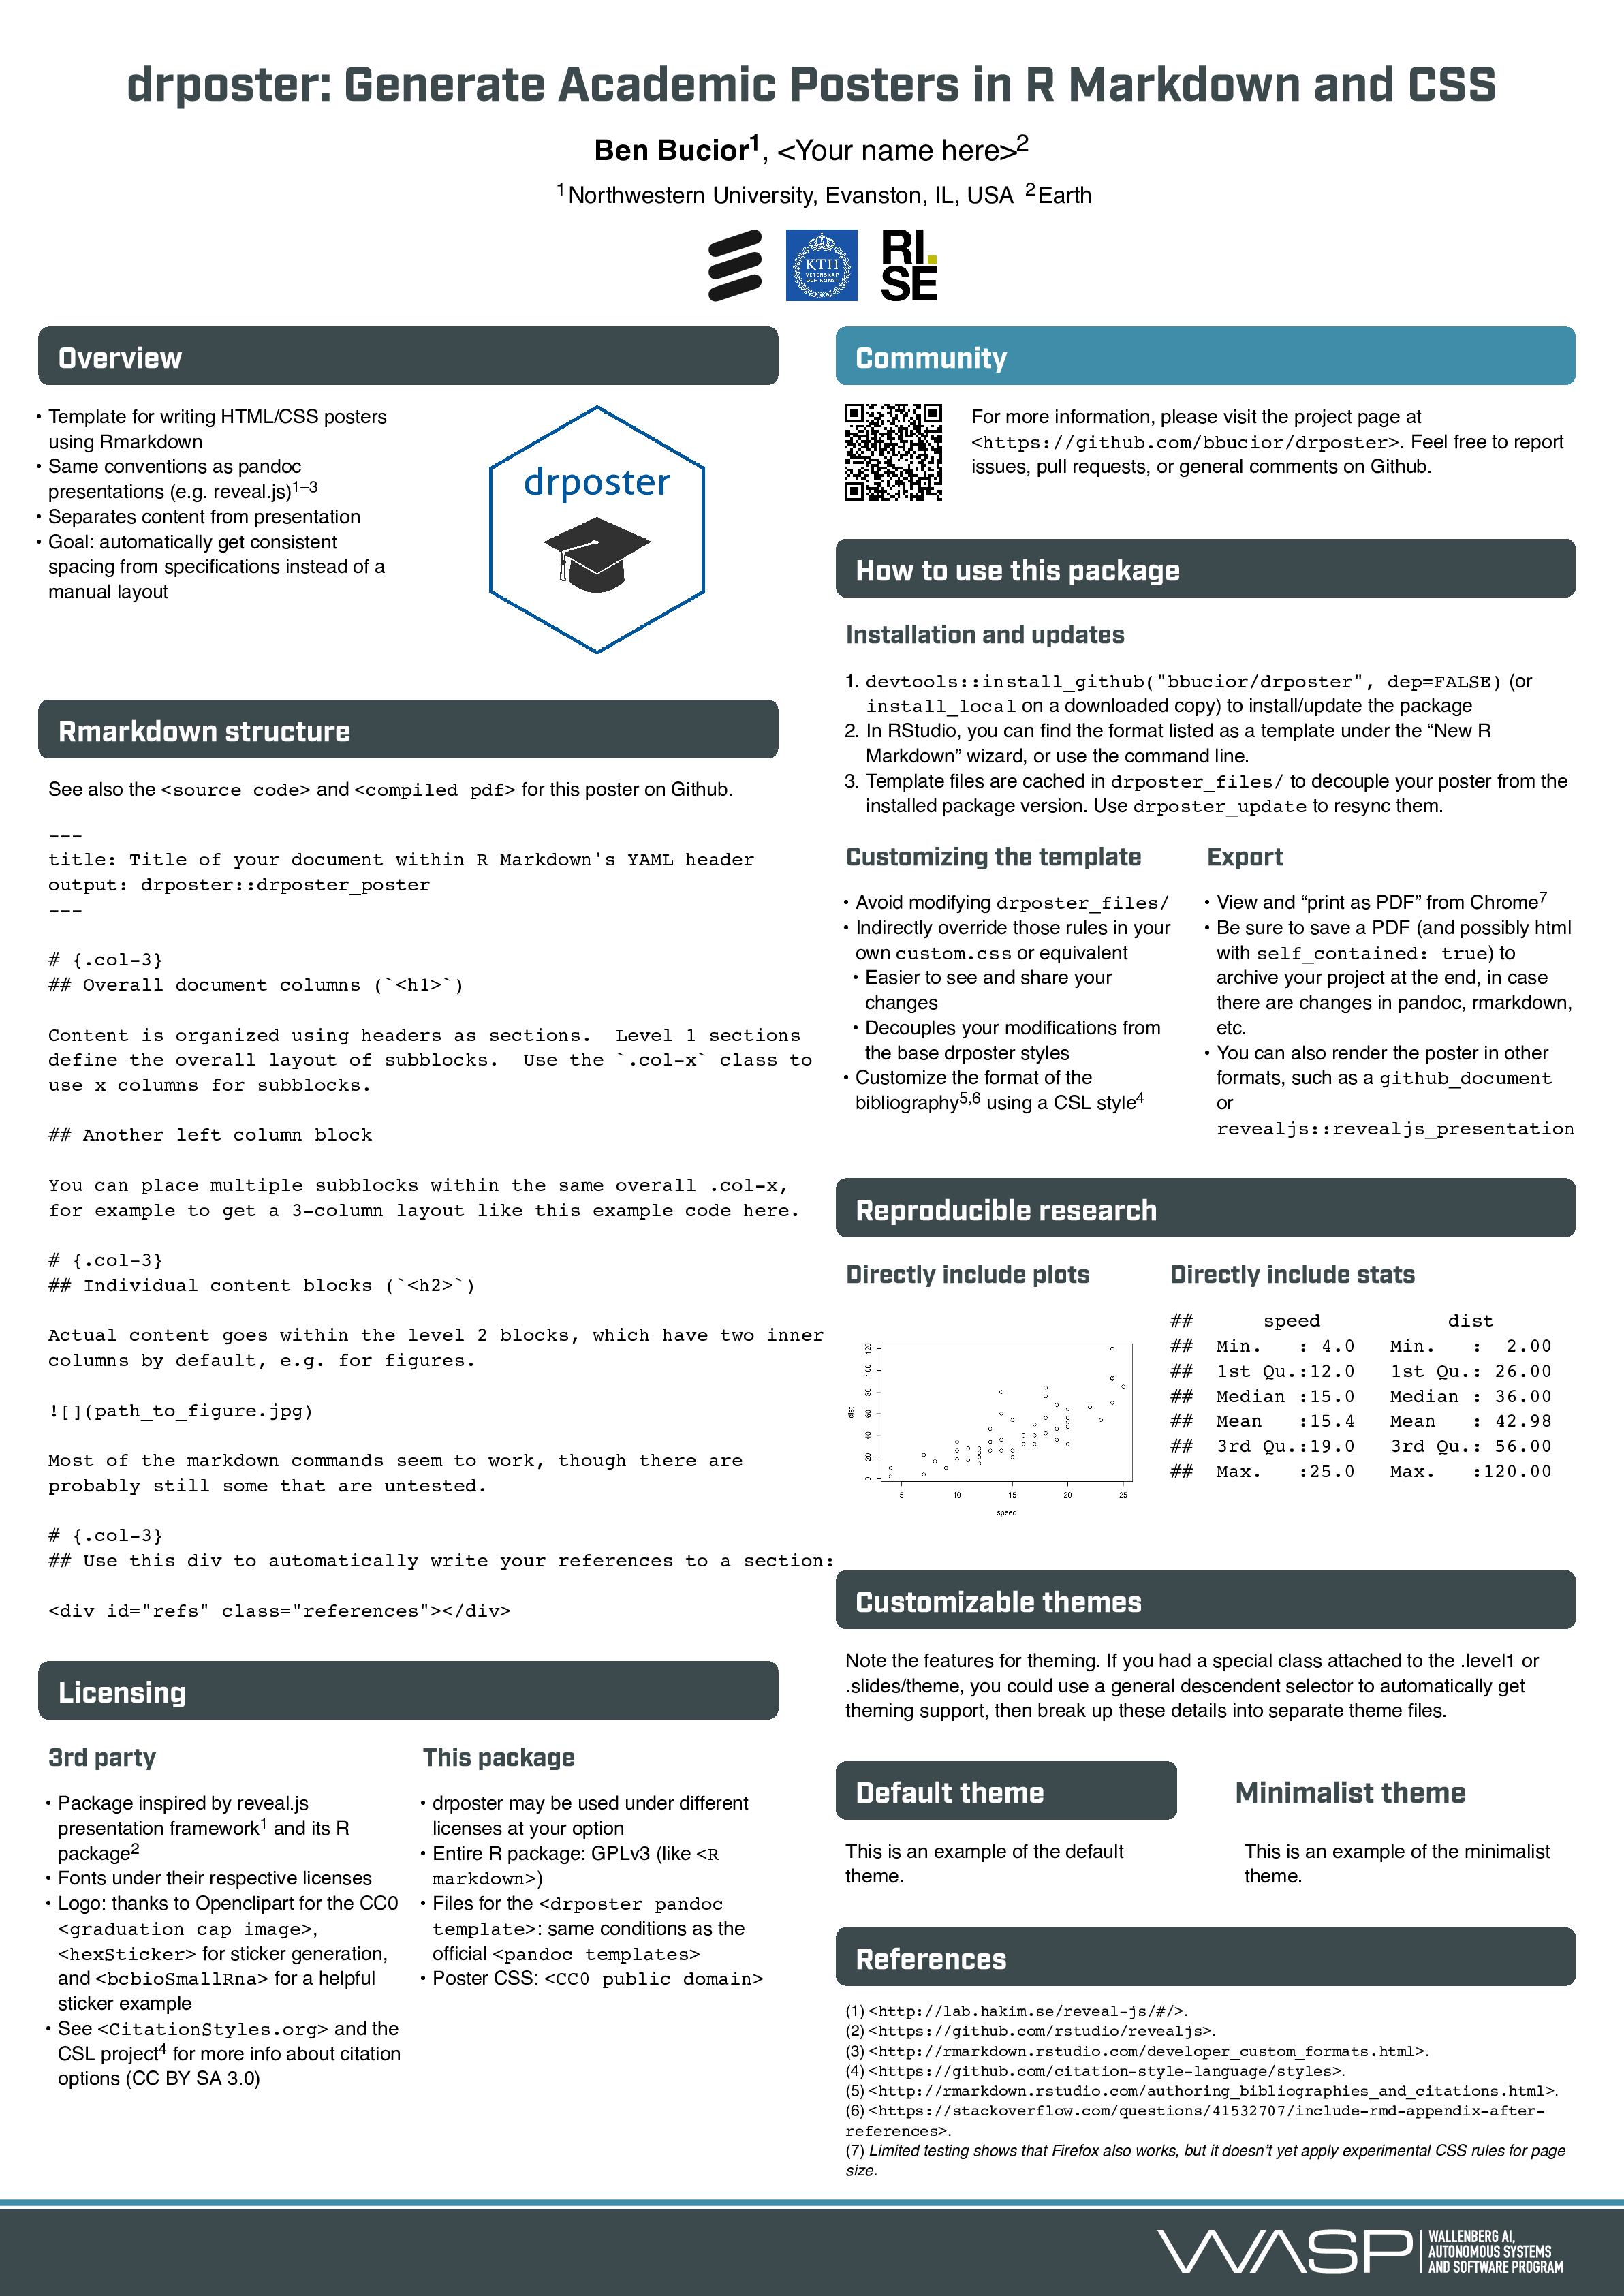 drposter: Generate Academic Posters in R Markdown and CSS
Ben Bucior1, <Your name here>2
1Northwestern University, Evanston, IL, USA 2Earth
KTH
VETENSKAP
OCH KONST
RI.
SE
Overview
• Template for writing HTML/CSS posters
using Rmarkdown
• Same conventions as pandoc
presentations (e.g. reveal.js)1–3
• Separates content from presentation
• Goal: automatically get consistent
spacing from specifications instead of a
manual layout
drposter
Rmarkdown structure
See also the <source code> and <compiled pdf> for this poster on Github.
---
title: Title of your document within R Markdown's YAML header
output: drposter::drposter_poster
---
# {.col-3}
## Overall document columns (`<h1>`)
Content is organized using headers as sections.  Level 1 sections
define the overall layout of subblocks.  Use the `.col-x` class to
use x columns for subblocks.
## Another left column block
You can place multiple subblocks within the same overall .col-x,
for example to get a 3-column layout like this example code here.
# {.col-3}
## Individual content blocks (`<h2>`)
Actual content goes within the level 2 blocks, which have two inner
columns by default, e.g. for figures.
![](path_to_figure.jpg)
Most of the markdown commands seem to work, though there are
probably still some that are untested.
# {.col-3}
## Use this div to automatically write your references to a section:
<div id="refs" class="references"></div>
Licensing
3rd party
• Package inspired by reveal.js
presentation framework1 and its R
package2
• Fonts under their respective licenses
• Logo: thanks to Openclipart for the CC0
<graduation cap image>,
<hexSticker> for sticker generation,
and <bcbioSmallRna> for a helpful
sticker example
• See <CitationStyles.org> and the
CSL project4 for more info about citation
options (CC BY SA 3.0)
This package
• drposter may be used under different
licenses at your option
• Entire R package: GPLv3 (like <R
markdown>)
• Files for the <drposter pandoc
template>: same conditions as the
official <pandoc templates>
• Poster CSS: <CC0 public domain>
Community
For more information, please visit the project page at
<https://github.com/bbucior/drposter>. Feel free to report
issues, pull requests, or general comments on Github.
How to use this package
Installation and updates
1. devtools::install_github("bbucior/drposter", dep=FALSE) (or
install_local on a downloaded copy) to install/update the package
2. In RStudio, you can find the format listed as a template under the “New R
Markdown” wizard, or use the command line.
3. Template files are cached in drposter_files/ to decouple your poster from the
installed package version. Use drposter_update to resync them.
Customizing the template
• Avoid modifying drposter_files/
• Indirectly override those rules in your
own custom.css or equivalent
• Easier to see and share your
changes
• Decouples your modifications from
the base drposter styles
• Customize the format of the
bibliography5,6 using a CSL style4
Export
• View and “print as PDF” from Chrome7
• Be sure to save a PDF (and possibly html
with self_contained: true) to
archive your project at the end, in case
there are changes in pandoc, rmarkdown,
etc.
• You can also render the poster in other
formats, such as a github_document
or
revealjs::revealjs_presentation
Reproducible research
Directly include plots
dist
0 20 40 60 80 100 120
5 10 15 20 25
speed
Directly include stats
## speed dist
## Min. : 4.0 Min. : 2.00
## 1st Qu.:12.0 1st Qu.: 26.00
## Median :15.0 Median : 36.00
## Mean :15.4 Mean : 42.98
## 3rd Qu.:19.0 3rd Qu.: 56.00
## Max. :25.0 Max. :120.00
Customizable themes
Note the features for theming. If you had a special class attached to the .level1 or
.slides/theme, you could use a general descendent selector to automatically get
theming support, then break up these details into separate theme files.
Default theme
This is an example of the default
theme.
Minimalist theme
This is an example of the minimalist
theme.
References
(1) <http://lab.hakim.se/reveal-js/#/>.
(2) <https://github.com/rstudio/revealjs>.
(3) <http://rmarkdown.rstudio.com/developer_custom_formats.html>.
(4) <https://github.com/citation-style-language/styles>.
(5) <http://rmarkdown.rstudio.com/authoring_bibliographies_and_citations.html>.
(6) <https://stackoverflow.com/questions/41532707/include-rmd-appendix-after-
references>.
(7) Limited testing shows that Firefox also works, but it doesn’t yet apply experimental CSS rules for page
size.
WASP
WALLENBERG AI,
AUTONOMOUS SYSTEMS
AND SOFTWARE PROGRAM